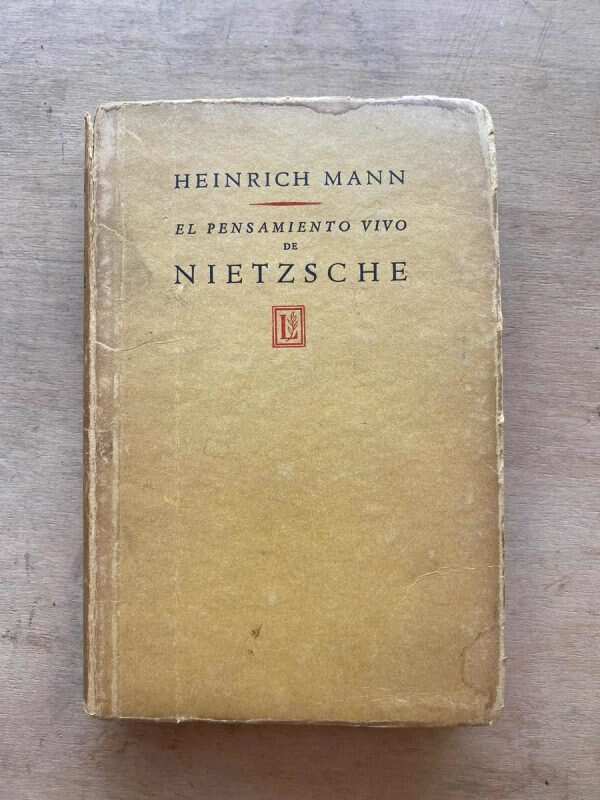 HEINRICH MANN
EL PENSAMIENTO VIVO
DE
NIETZSCHE
L